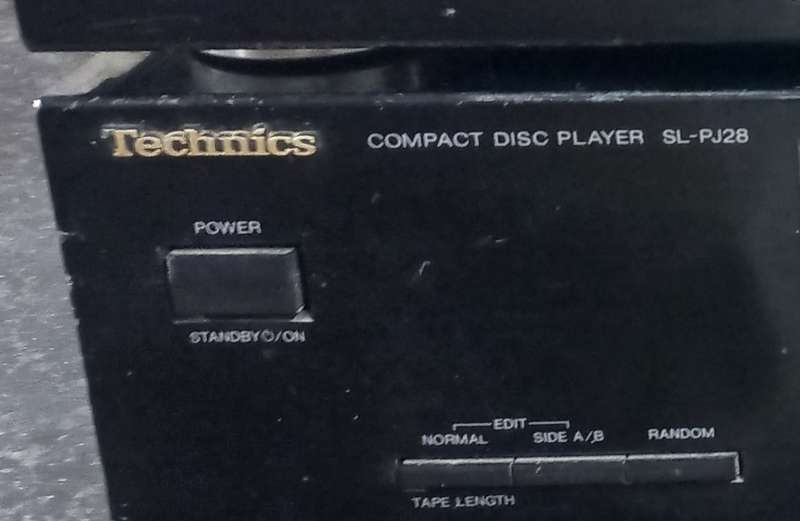 Technics
COMPACT DISC PLAYER SL-PJ28
POWER
STANDBY⏻/ON
EDIT
NORMAL SIDE A/B RANDOM
TAPE LENGTH